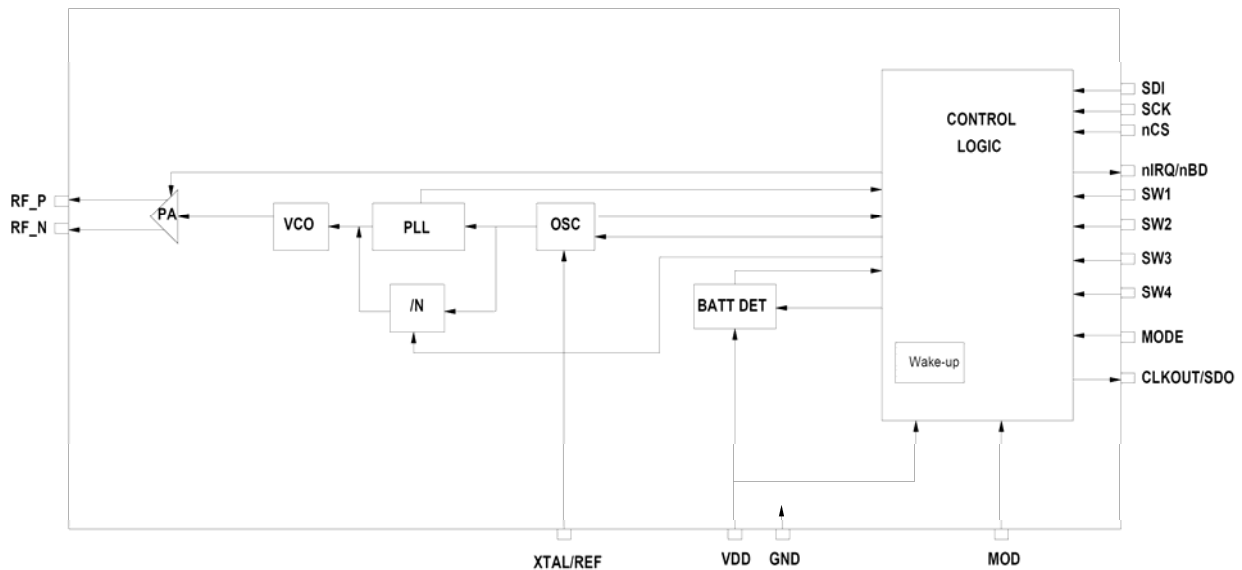 SDI
SCK
nCS
CONTROL
LOGIC
nIRQ/nBD
SW1
RF_P
PA
RF_N
VCO
PLL
OSC
SW2
SW3
SW4
/N
BATT DET
MODE
Wake-up
CLKOUT/SDO
XTAL/REF
VDD
GND
MOD